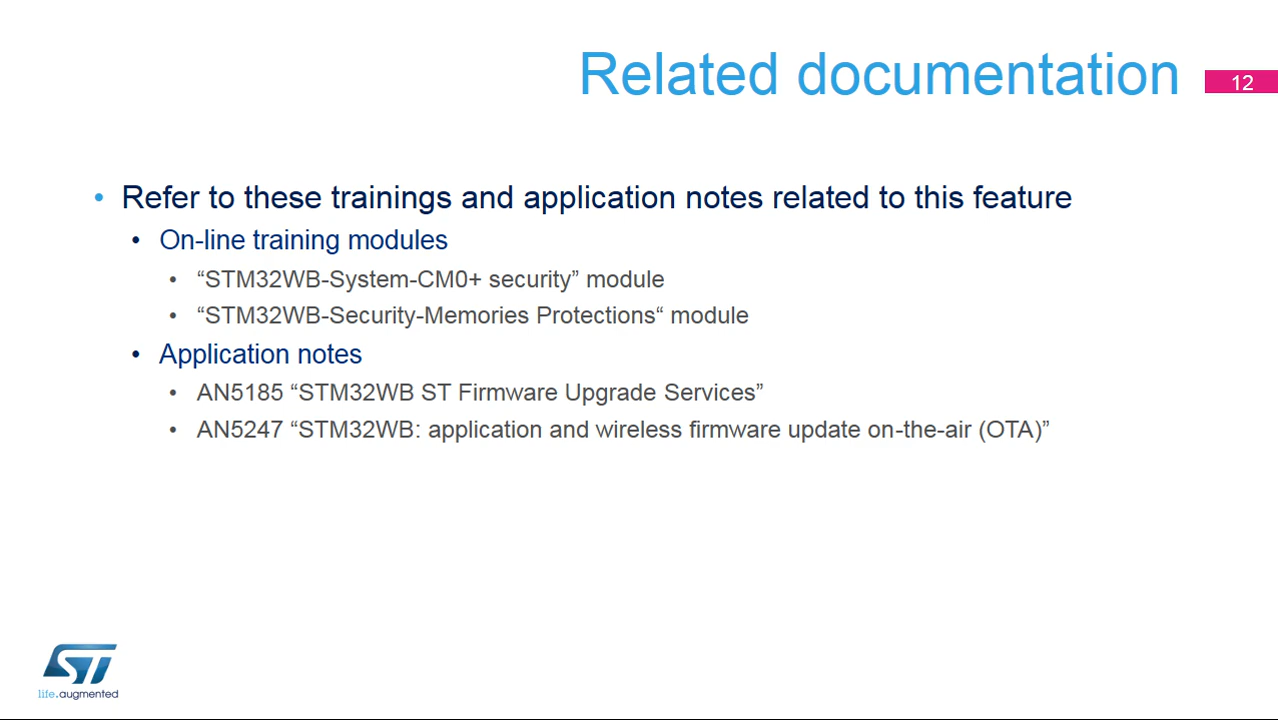 Related documentation
12
• Refer to these trainings and application notes related to this feature
• On-line training modules
• “STM32WB-System-CM0+ security” module
• “STM32WB-Security-Memories Protections“ module
• Application notes
• AN5185 “STM32WB ST Firmware Upgrade Services”
• AN5247 “STM32WB: application and wireless firmware update on-the-air (OTA)”
ST
life.augmented